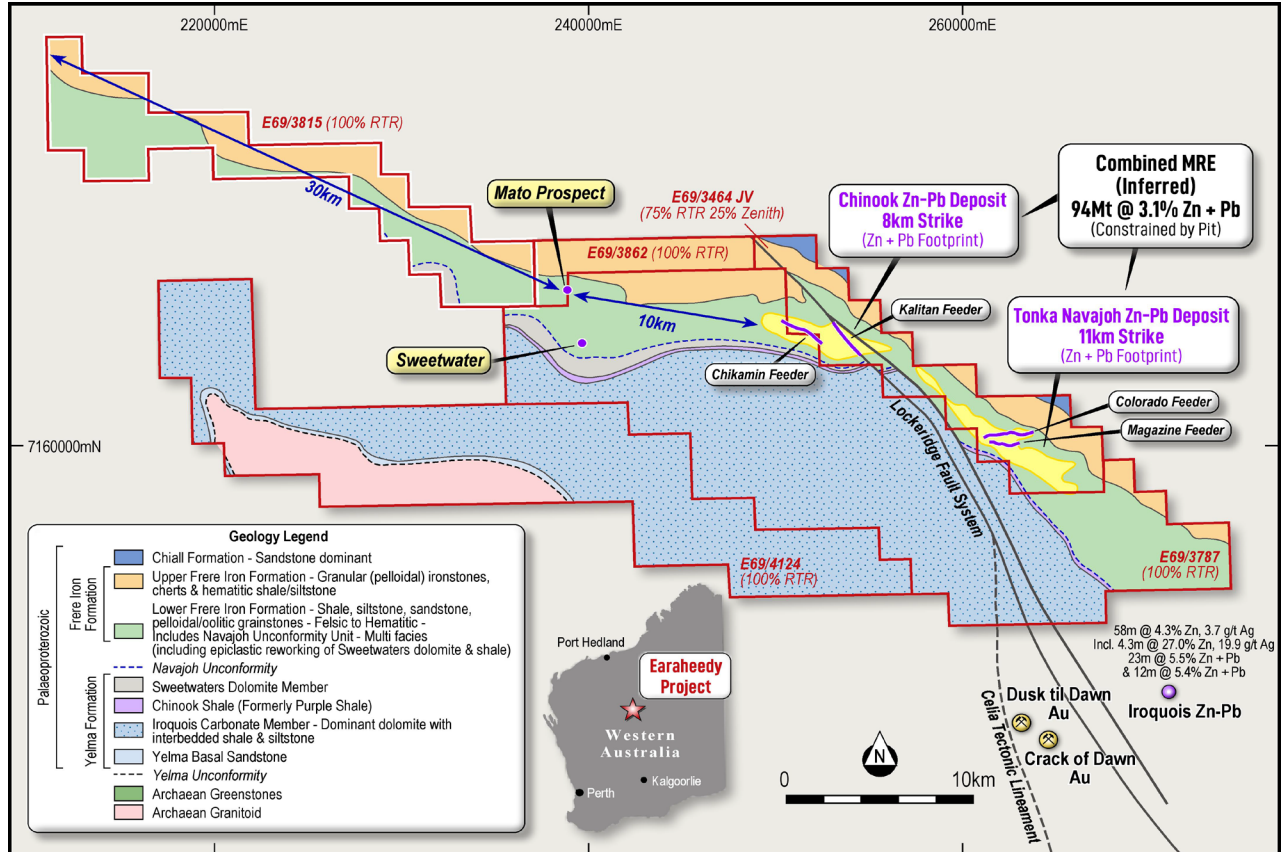 220000mE
240000mE
260000mE
E69/3815 (100% RTR)
30km
Mato Prospect
E69/3464 JV
(75% RTR 25% Zenith)
E69/3862 (100% RTR)
Chinook Zn-Pb Deposit
8km Strike
(Zn + Pb Footprint)
Combined MRE
(Inferred)
94Mt @ 3.1% Zn + Pb
(Constrained by Pit)
10km
Kalitan Feeder
Tonka Navajoh Zn-Pb Deposit
11km Strike
(Zn + Pb Footprint)
Sweetwater
Chikamin Feeder
Colorado Feeder
Magazine Feeder
7160000mN
Lockeridge Fault System
E69/4124
(100% RTR)
E69/3787
(100% RTR)
Geology Legend
Palaeoproterozoic
Frere Iron
Formation
Yelma Formation
Chiall Formation - Sandstone dominant
Upper Frere Iron Formation - Granular (pelloidal) ironstones,
cherts & hematitic shale/siltstone
Lower Frere Iron Formation - Shale, siltstone, sandstone,
pelloidal/oolitic grainstones - Felsic to Hematitic -
Includes Navajoh Unconformity Unit - Multi facies
(including epiclastic reworking of Sweetwaters dolomite & shale)
Navajoh Unconformity
Sweetwaters Dolomite Member
Chinook Shale (Formerly Purple Shale)
Iroquois Carbonate Member - Dominant dolomite with
interbedded shale & siltstone
Yelma Basal Sandstone
Yelma Unconformity
Archaean Greenstones
Archaean Granitoid
Port Hedland
Earaheedy
Project
Western
Australia
Kalgoorlie
Perth
N
0
10km
58m @ 4.3% Zn, 3.7 g/t Ag
Incl. 4.3m @ 27.0% Zn, 19.9 g/t Ag
23m @ 5.5% Zn + Pb
& 12m @ 5.4% Zn + Pb
Iroquois Zn-Pb
Dusk til Dawn
Au
Crack of Dawn
Au
Celia Tectonic Lineament